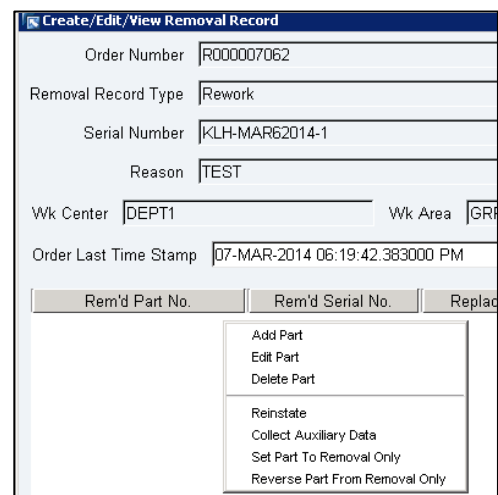 Create/Edit/View Removal Record
Order Number R000007062
Removal Record Type Rework
Serial Number KLH-MAR62014-1
Reason TEST
Wk Center DEPT1 Wk Area
Order Last Time Stamp 07-MAR-2014 06:19:42.383000 PM
Rem'd Part No. Rem'd Serial No.
Add Part
Edit Part
Delete Part
Reinstate
Collect Auxiliary Data
Set Part To Removal Only
Reverse Part From Removal Only